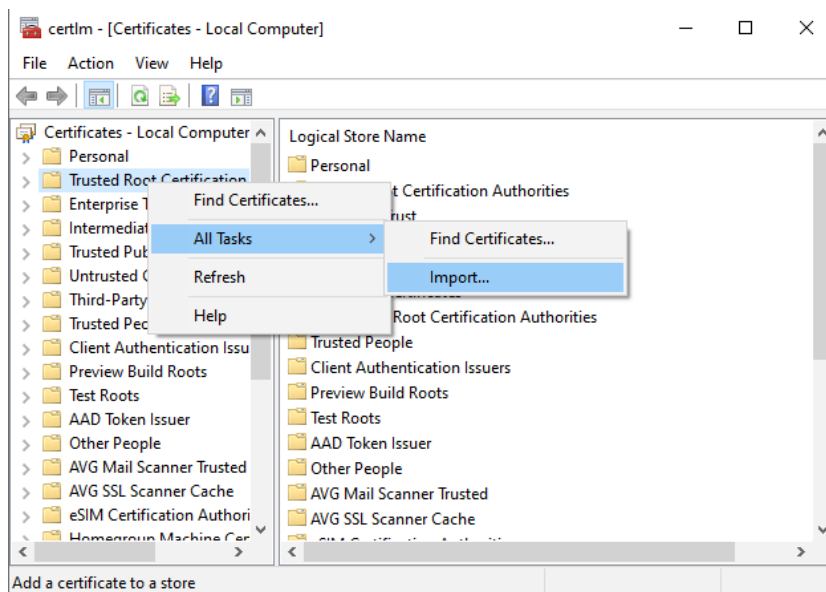 certlm - [Certificates - Local Computer]
File Action View Help
Certificates - Local Computer
Personal
Trusted Root Certification
Enterprise T
Intermediat
Trusted Pub
Untrusted
Third-Party
Trusted Peo
Client Authentication Issu
Preview Build Roots
Test Roots
AAD Token Issuer
Other People
AVG Mail Scanner Trusted
AVG SSL Scanner Cache
eSIM Certification Authori
Homegroup Machine Cer
Find Certificates...
All Tasks
Refresh
Help
Find Certificates...
Import...
Logical Store Name
Personal
t Certification Authorities
rust
Root Certification Authorities
Trusted People
Client Authentication Issuers
Preview Build Roots
Test Roots
AAD Token Issuer
Other People
AVG Mail Scanner Trusted
AVG SSL Scanner Cache
Add a certificate to a store